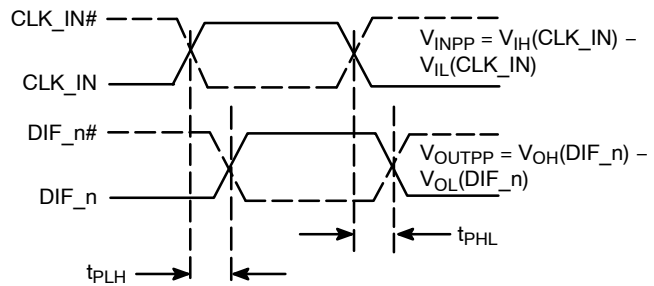 CLK_IN#
CLK_IN
V_INPP = V_IH(CLK_IN) –
V_IL(CLK_IN)
DIF_n#
DIF_n
V_OUTPP = V_OH(DIF_n) –
V_OL(DIF_n)
t_PHL
t_PLH